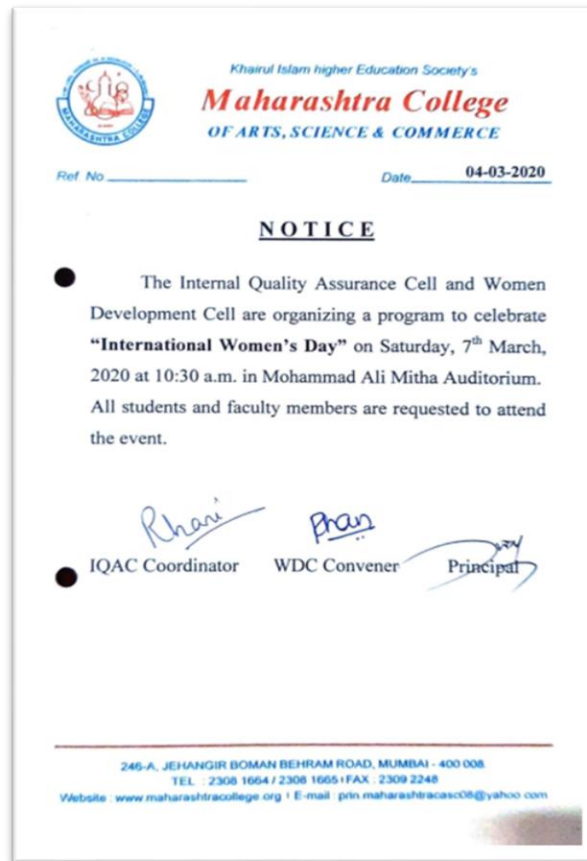 Khairul Islam higher Education Society's
Maharashtra College
OF ARTS, SCIENCE & COMMERCE
MAHARASHTRA COLLEGE
Ref No
Date 04-03-2020
NOTICE
The Internal Quality Assurance Cell and Women
Development Cell are organizing a program to celebrate
“International Women's Day” on Saturday, 7th March,
2020 at 10:30 a.m. in Mohammad Ali Mitha Auditorium.
All students and faculty members are requested to attend
the event.
IQAC Coordinator WDC Convener Principal
246-A, JEHANGIR BOMAN BEHRAM ROAD, MUMBAI - 400 008.
TEL : 2308 1664 / 2308 1665 FAX : 2309 2248
Website : www.maharashtracollege.org E-mail : prin.maharashtracasc08@yahoo.com